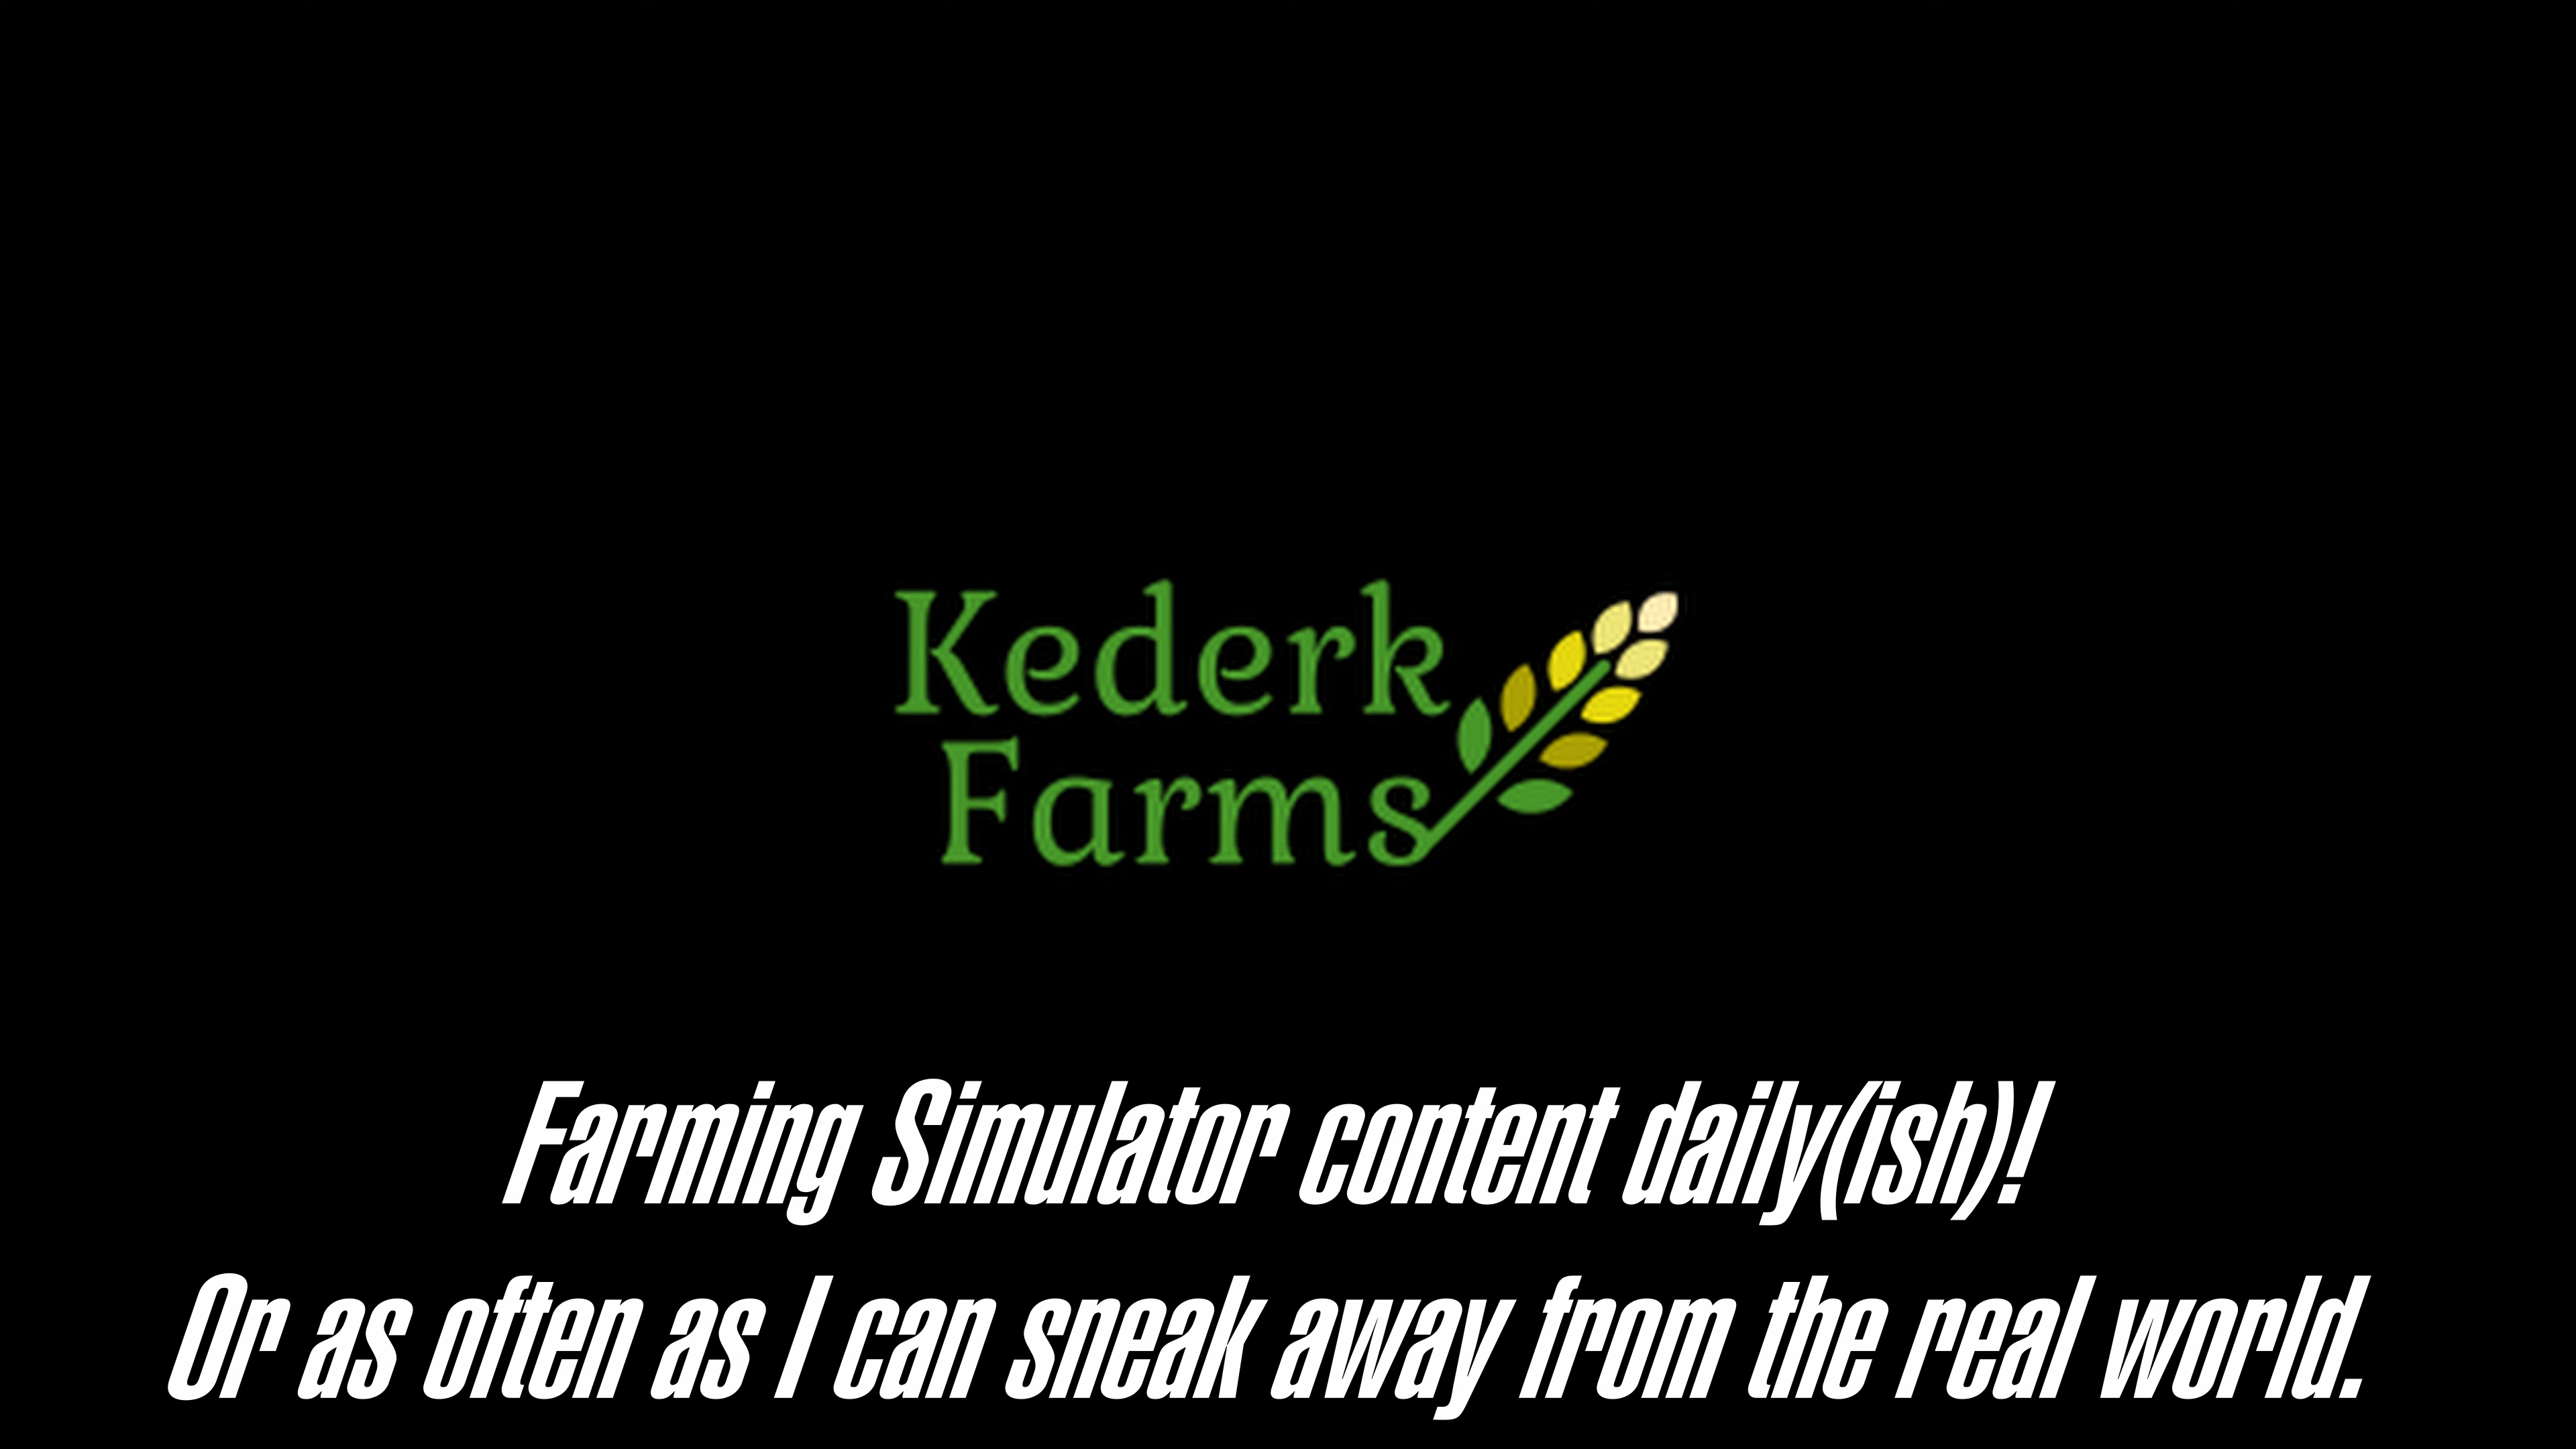 Kederk
Farms
Farming Simulator content daily(ish)!
Or as often as I can sneak away from the real world.